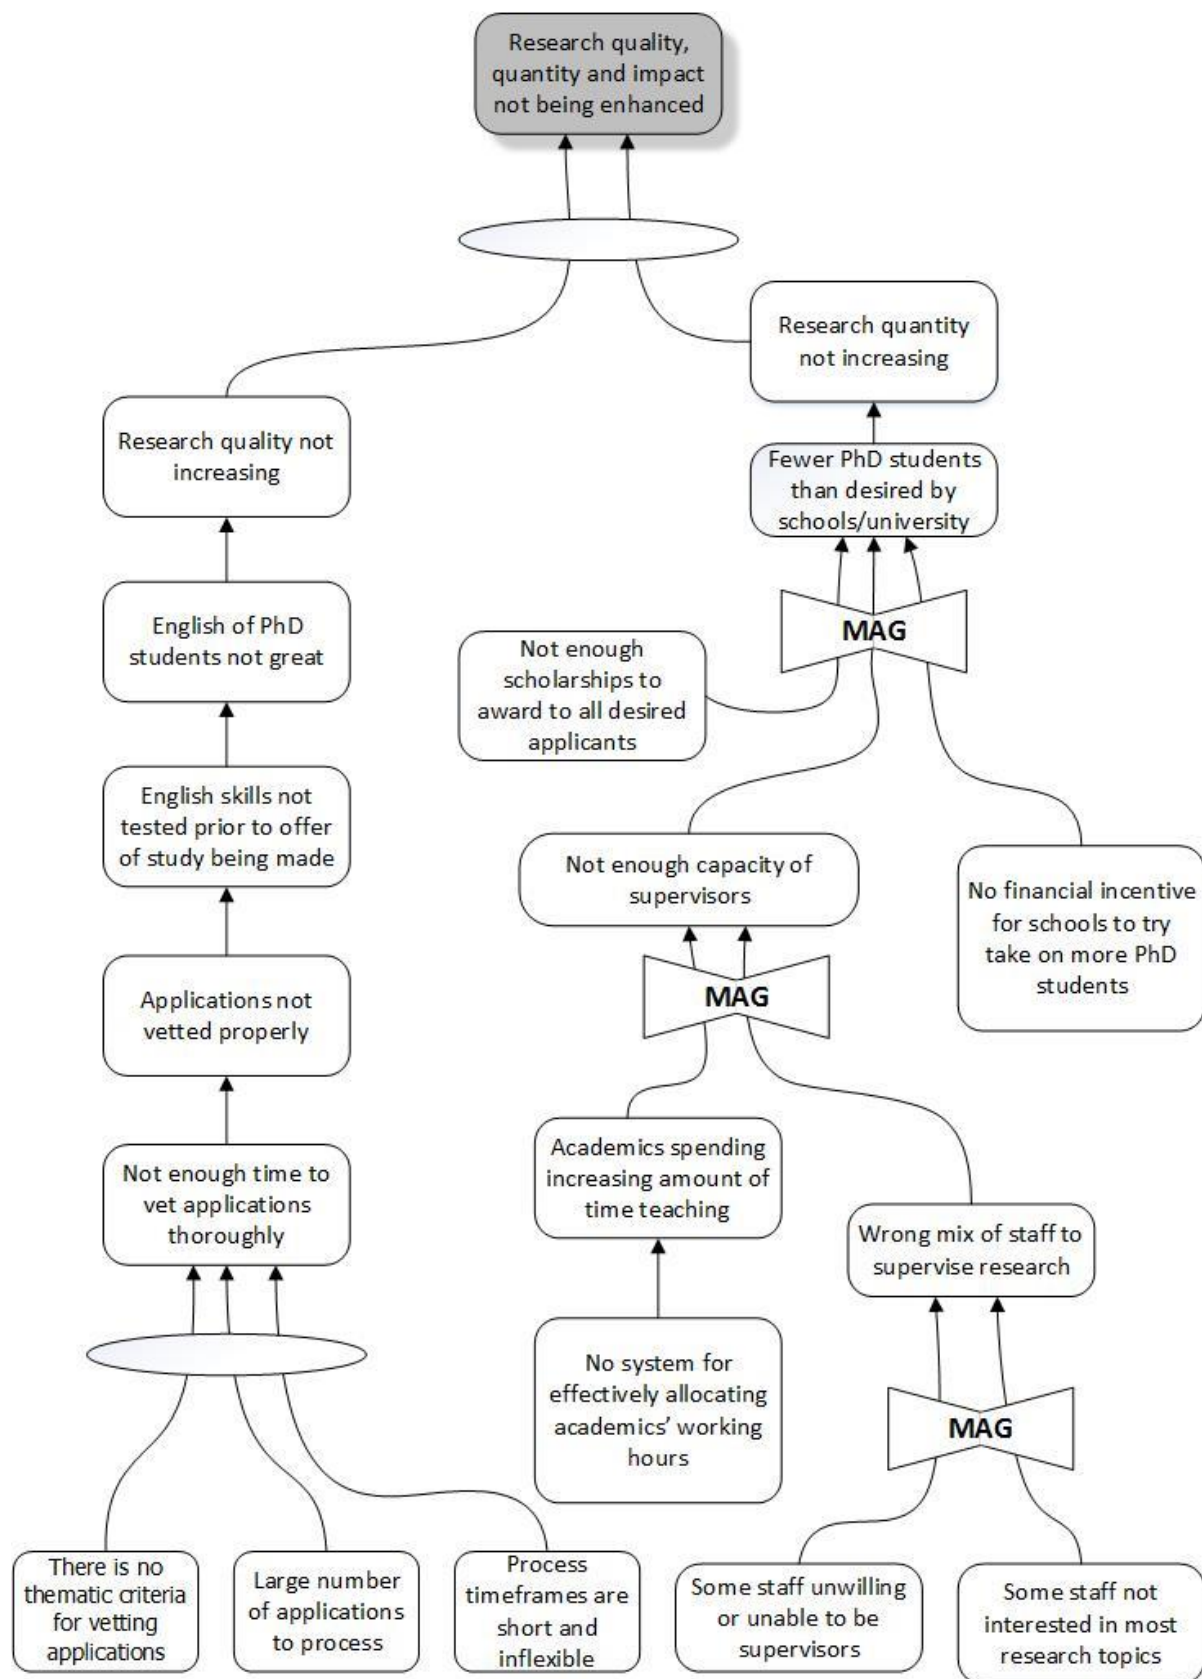 Research quality,
quantity and impact
not being enhanced
Research quantity
not increasing
Research quality not
increasing
Fewer PhD students
than desired by
schools/university
English of PhD
students not great
MAG
Not enough
scholarships to
award to all desired
applicants
English skills not
tested prior to offer
of study being made
Not enough capacity of
supervisors
No financial incentive
for schools to try
take on more PhD
students
Applications not
vetted properly
MAG
Academics spending
increasing amount of
time teaching
Not enough time to
vet applications
thoroughly
Wrong mix of staff to
supervise research
No system for
effectively allocating
academics’ working
hours
MAG
There is no
thematic criteria
for vetting
applications
Large number
of applications
to process
Process
timeframes are
short and
inflexible
Some staff unwilling
or unable to be
supervisors
Some staff not
interested in most
research topics